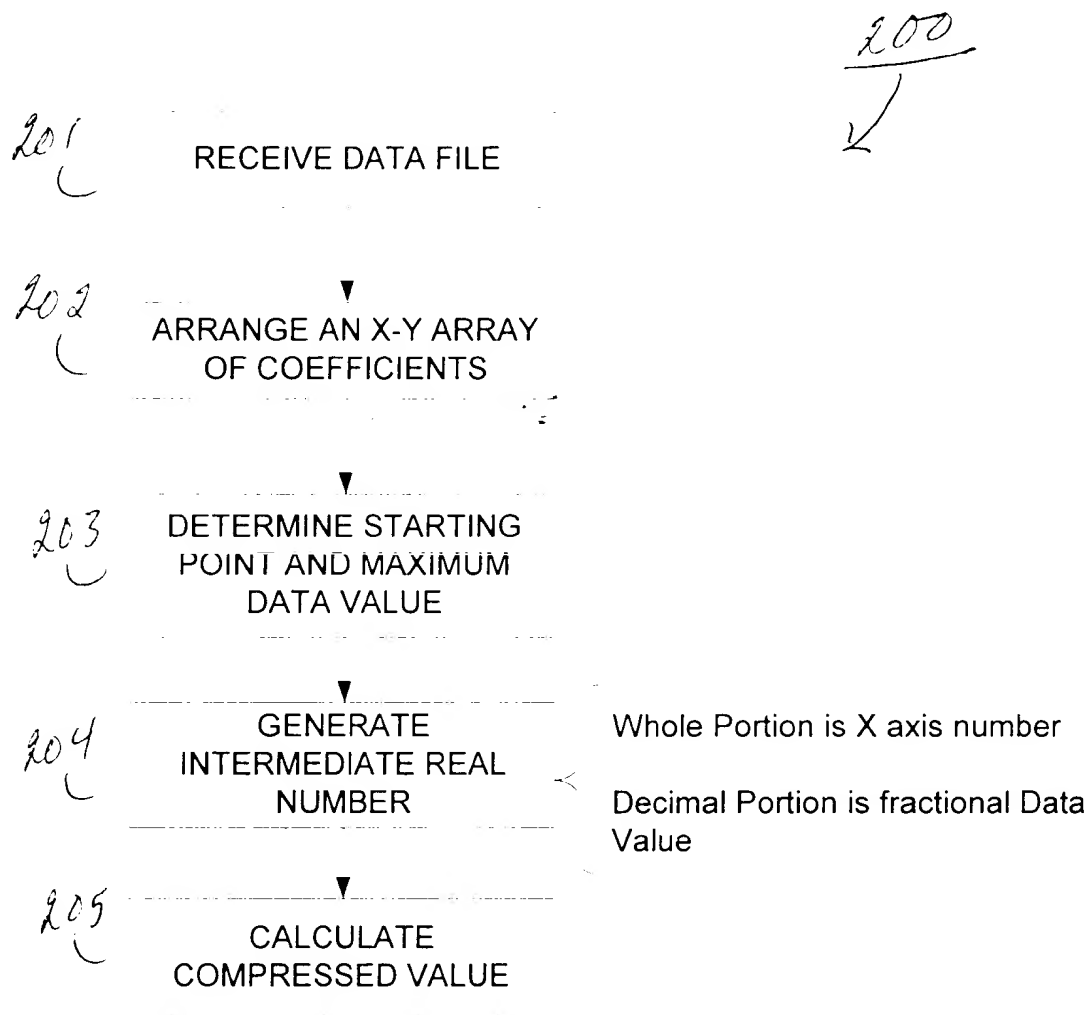 200
201
RECEIVE DATA FILE
202
ARRANGE AN X-Y ARRAY
OF COEFFICIENTS
203
DETERMINE STARTING
POINT AND MAXIMUM
DATA VALUE
204
GENERATE
INTERMEDIATE REAL
NUMBER
Whole Portion is X axis number
Decimal Portion is fractional Data
Value
205
CALCULATE
COMPRESSED VALUE